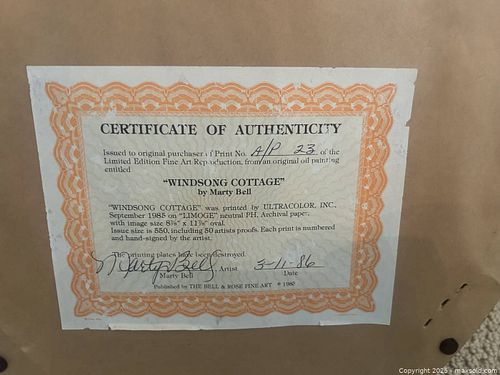 CERTIFICATE OF AUTHENTICITY
Issued to original purchaser of Print No. A/P 23 of the
Limited Edition Fine Art Reproduction, from an original oil painting
entitled
"WINDSONG COTTAGE"
by Marty Bell
"WINDSONG COTTAGE" was printed by ULTRACOLOR, INC.
September 1985 on "LIMOGE" neutral PH. Archival paper,
with image size 8⅜" x 11⅜" oval.
Issue size is 550, including 50 artists proofs. Each print is numbered
and hand-signed by the artist.
The printing plates have been destroyed.
Marty Bell, Artist 3-11-86
Marty Bell Date
Published by THE BELL & ROSE FINE ART ©
Copyright 2025 - maxsold.com